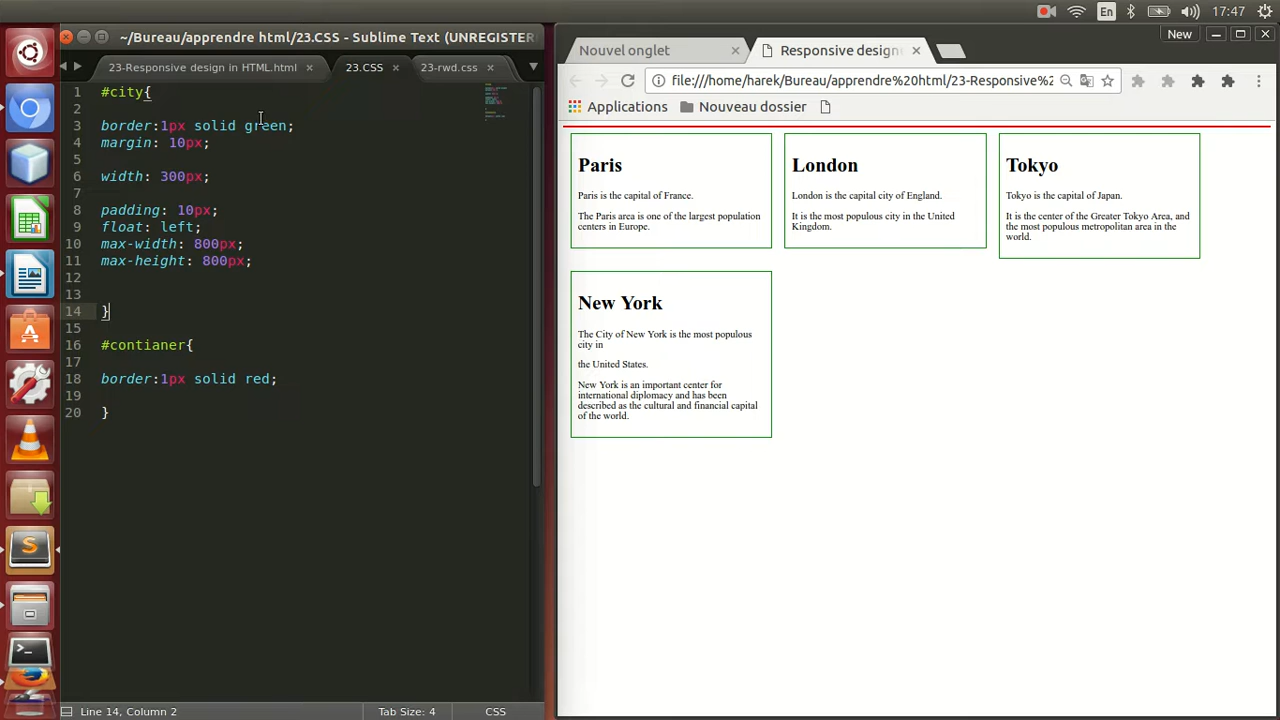 En
17:47
~/Bureau/apprendre html/23.CSS - Sublime Text (UNREGISTER
New
23-Responsive design in HTML.html
23.CSS
23-rwd.css
Nouvel onglet
Responsive design
file:///home/harek/Bureau/apprendre%20html/23-Responsive%2
Applications
Nouveau dossier
1 #city{
2
3 border:1px solid green;
4 margin: 10px;
5
6 width: 300px;
7
8 padding: 10px;
9 float: left;
10 max-width: 800px;
11 max-height: 800px;
12
13
14 }
15
16 #contianer{
17
18 border:1px solid red;
19
20 }
Paris
Paris is the capital of France.
The Paris area is one of the largest population
centers in Europe.
London
London is the capital city of England.
It is the most populous city in the United
Kingdom.
Tokyo
Tokyo is the capital of Japan.
It is the center of the Greater Tokyo Area, and
the most populous metropolitan area in the
world.
New York
The City of New York is the most populous
city in
the United States.
New York is an important center for
international diplomacy and has been
described as the cultural and financial capital
of the world.
Line 14, Column 2
Tab Size: 4
CSS